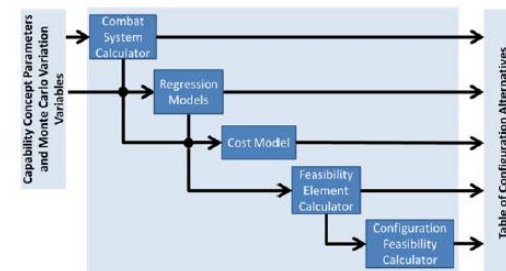 Capability Concept Parameters
and Monte Carlo Variation
Variables
Combat
System
Calculator
Regression
Models
Cost Model
Feasibility
Element
Calculator
Configuration
Feasibility
Calculator
Table of Configuration Alternatives